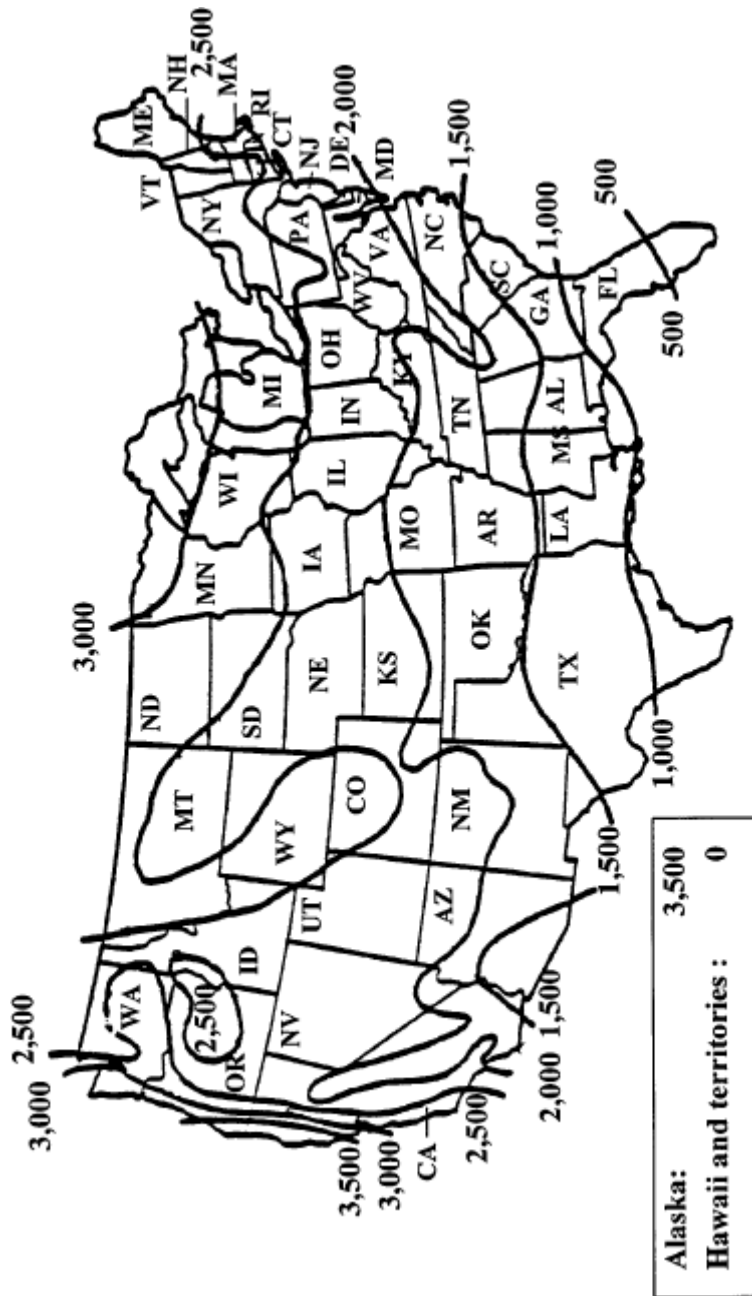 3,000
2,500
WA
MT
ND
3,000
MN
WI
MI
VT
ME
NH
2,500
MA
RI
CT
NY
NJ
PA
DE
2,000
MD
2,500
OR
ID
WY
SD
IA
IL
IN
OH
WV
VA
NE
NV
UT
CO
KS
MO
KY
NC
1,500
3,500
3,000
CA
2,500
2,000
1,500
AZ
NM
OK
AR
TN
SC
1,000
TX
LA
MS
AL
GA
FL
500
500
1,500
1,000
Alaska: 3,500
Hawaii and territories : 0